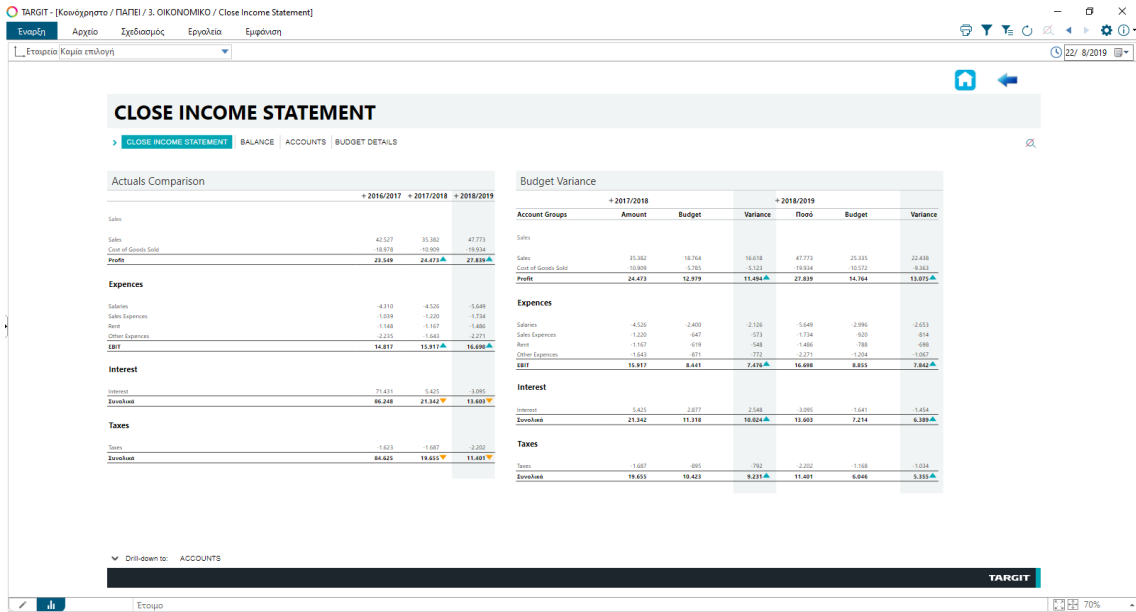 TARGIT - [Κοινόχρηστο / ΠΑΠΕΙ / 3. ΟΙΚΟΝΟΜΙΚΟ / Close Income Statement]
Έναρξη Αρχείο Σχεδιασμός Εργαλεία Εμφάνιση
Εταιρεία Καμία επιλογή
22/ 8/2019
CLOSE INCOME STATEMENT
CLOSE INCOME STATEMENT BALANCE ACCOUNTS BUDGET DETAILS
Actuals Comparison
+ 2016/2017 + 2017/2018 + 2018/2019
Sales
Sales 42.527 35.382 47.773
Cost of Goods Sold -18.978 -10.909 -19.934
Profit 23.549 24.473 27.839
Expences
Salaries -4.310 -4.526 -5.649
Sales Expences -1.039 -1.220 -1.734
Rent -1.148 -1.167 -1.486
Other Expences -2.235 -1.643 -2.271
EBIT 14.817 15.917 16.698
Interest
Interest 71.431 5.425 -3.095
Συνολικά 86.248 21.342 13.603
Taxes
Taxes -1.623 -1.687 -2.202
Συνολικά 84.625 19.655 11.401
Budget Variance
+ 2017/2018 + 2018/2019
Account Groups Amount Budget Variance Ποσό Budget Variance
Sales
Sales 35.382 18.764 16.618 47.773 25.335 22.438
Cost of Goods Sold -10.909 -5.785 -5.123 -19.934 -10.572 -9.363
Profit 24.473 12.979 11.494 27.839 14.764 13.075
Expences
Salaries -4.526 -2.400 -2.126 -5.649 -2.996 -2.653
Sales Expences -1.220 -647 -573 -1.734 -920 -814
Rent -1.167 -619 -548 -1.486 -788 -698
Other Expences -1.643 -871 -772 -2.271 -1.204 -1.067
EBIT 15.917 8.441 7.476 16.698 8.855 7.842
Interest
Interest 5.425 2.877 2.548 -3.095 -1.641 -1.454
Συνολικά 21.342 11.318 10.024 13.603 7.214 6.389
Taxes
Taxes -1.687 -895 -792 -2.202 -1.168 -1.034
Συνολικά 19.655 10.423 9.231 11.401 6.046 5.355
Drill-down to: ACCOUNTS
TARGIT
Έτοιμο 70%